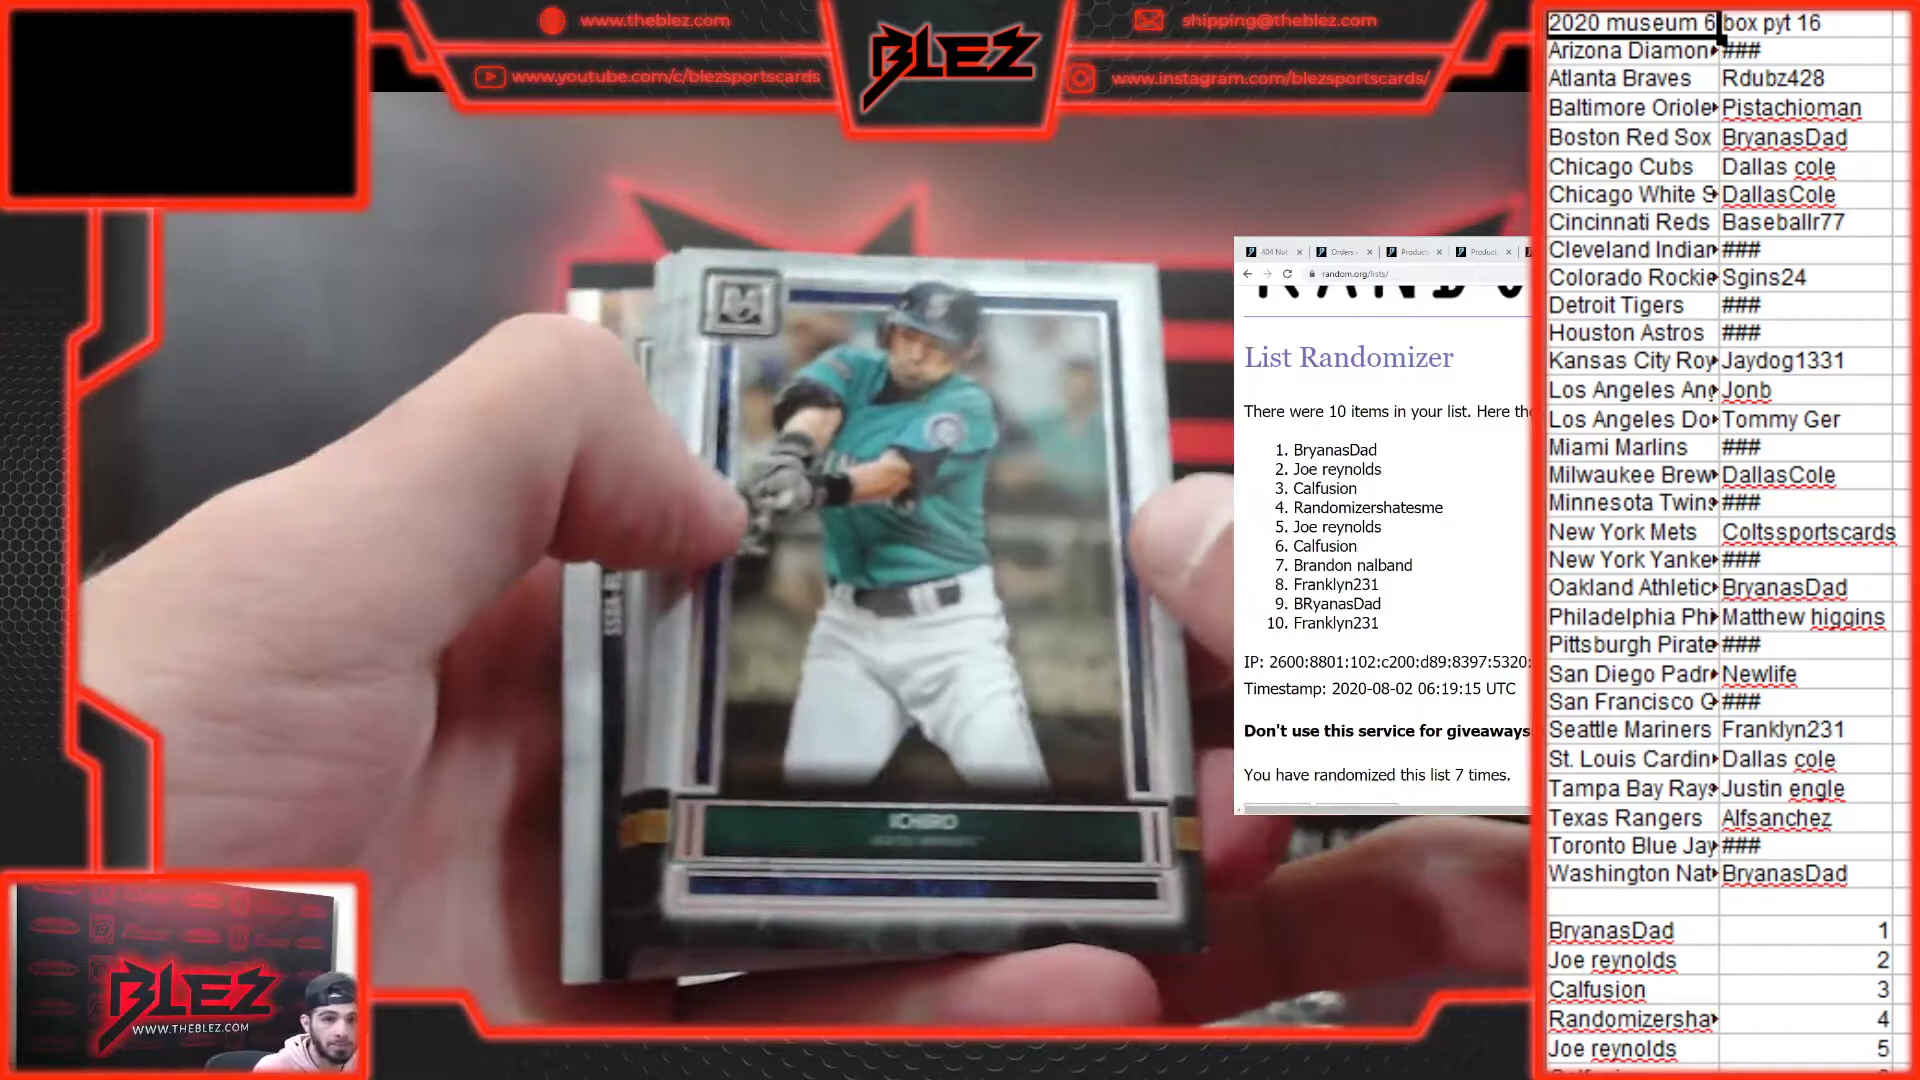 www.theblez.com
shipping@theblez.com
www.youtube.com/c/blezsportscards
www.instagram.com/blezsportscards/
BLEZ
2020 museum 6 box pyt 16
Arizona Diamon ###
Atlanta Braves Rdubz428
Baltimore Oriole Pistachioman
Boston Red Sox BryanasDad
Chicago Cubs Dallas cole
Chicago White S DallasCole
Cincinnati Reds Baseballr77
Cleveland Indian ###
Colorado Rockie Sgins24
Detroit Tigers ###
Houston Astros ###
Kansas City Roy Jaydog1331
Los Angeles Ang Jonb
Los Angeles Do Tommy Ger
Miami Marlins ###
Milwaukee Brew DallasCole
Minnesota Twins ###
New York Mets Coltssportscards
New York Yanke ###
Oakland Athletic BryanasDad
Philadelphia Phi Matthew higgins
Pittsburgh Pirate ###
San Diego Padr Newlife
San Francisco G ###
Seattle Mariners Franklyn231
St. Louis Cardin Dallas cole
Tampa Bay Rays Justin engle
Texas Rangers Alfsanchez
Toronto Blue Jay ###
Washington Nat BryanasDad
BryanasDad 1
Joe reynolds 2
Calfusion 3
Randomizersha 4
Joe reynolds 5
404 Not
Orders
Product
Product
random.org/lists/
List Randomizer
There were 10 items in your list. Here the
1. BryanasDad
2. Joe reynolds
3. Calfusion
4. Randomizershatesme
5. Joe reynolds
6. Calfusion
7. Brandon nalband
8. Franklyn231
9. BRyanasDad
10. Franklyn231
IP: 2600:8801:102:c200:d89:8397:5320:
Timestamp: 2020-08-02 06:19:15 UTC
Don't use this service for giveaways
You have randomized this list 7 times.
ICHIRO
BLEZ
WWW.THEBLEZ.COM